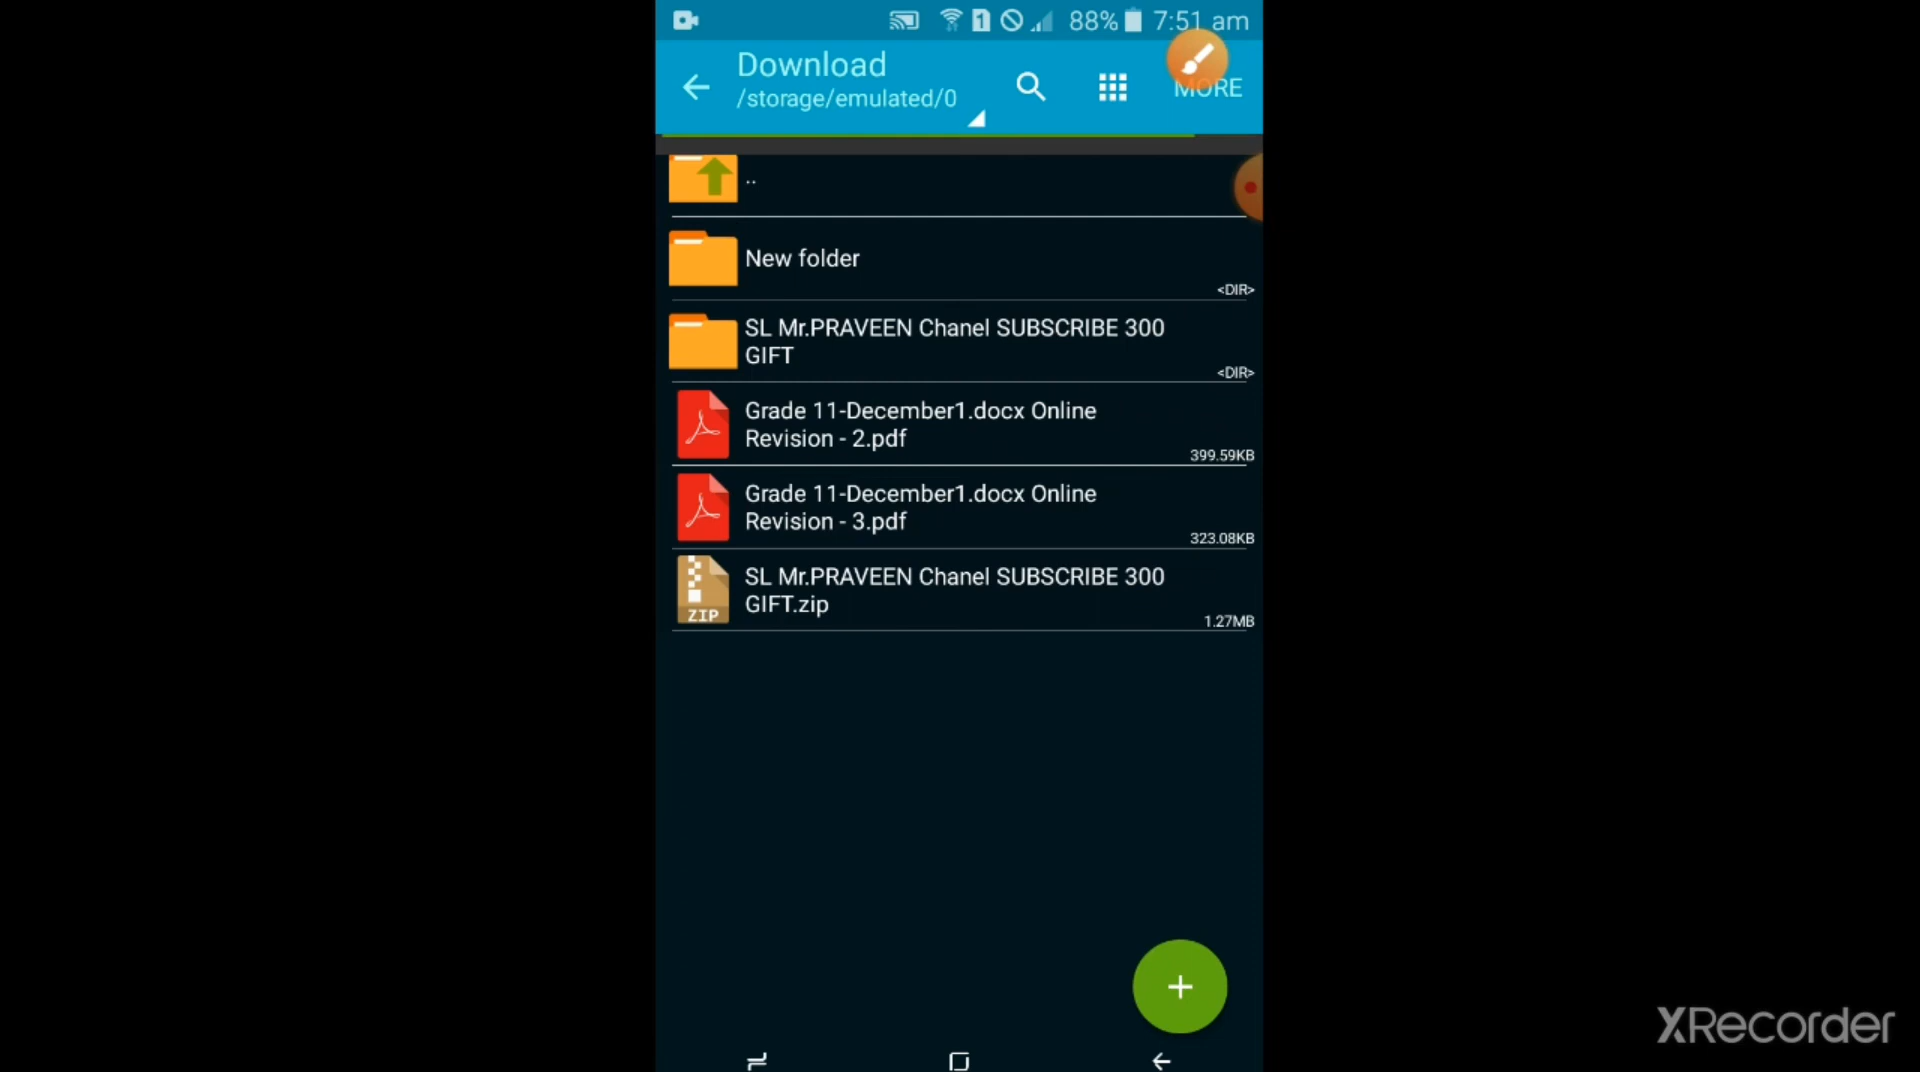 1 88% 7:51 am
Download
/storage/emulated/0
MORE
..
New folder
<DIR>
SL Mr.PRAVEEN Chanel SUBSCRIBE 300
GIFT
<DIR>
Grade 11-December1.docx Online
Revision - 2.pdf
399.59KB
Grade 11-December1.docx Online
Revision - 3.pdf
323.08KB
SL Mr.PRAVEEN Chanel SUBSCRIBE 300
GIFT.zip
ZIP
1.27MB
XRecorder